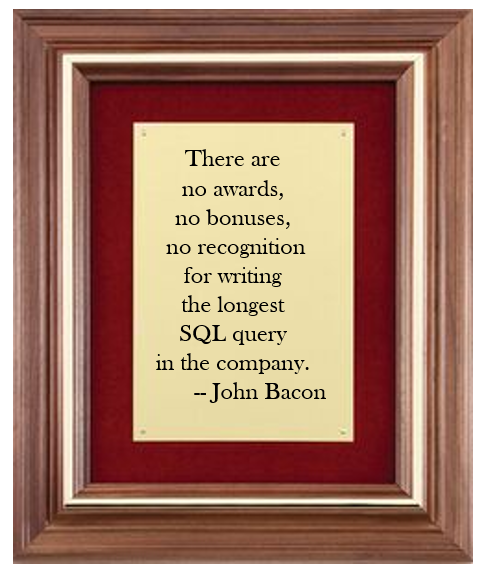 There are
no awards,
no bonuses,
no recognition
for writing
the longest
SQL query
in the company.
-- John Bacon